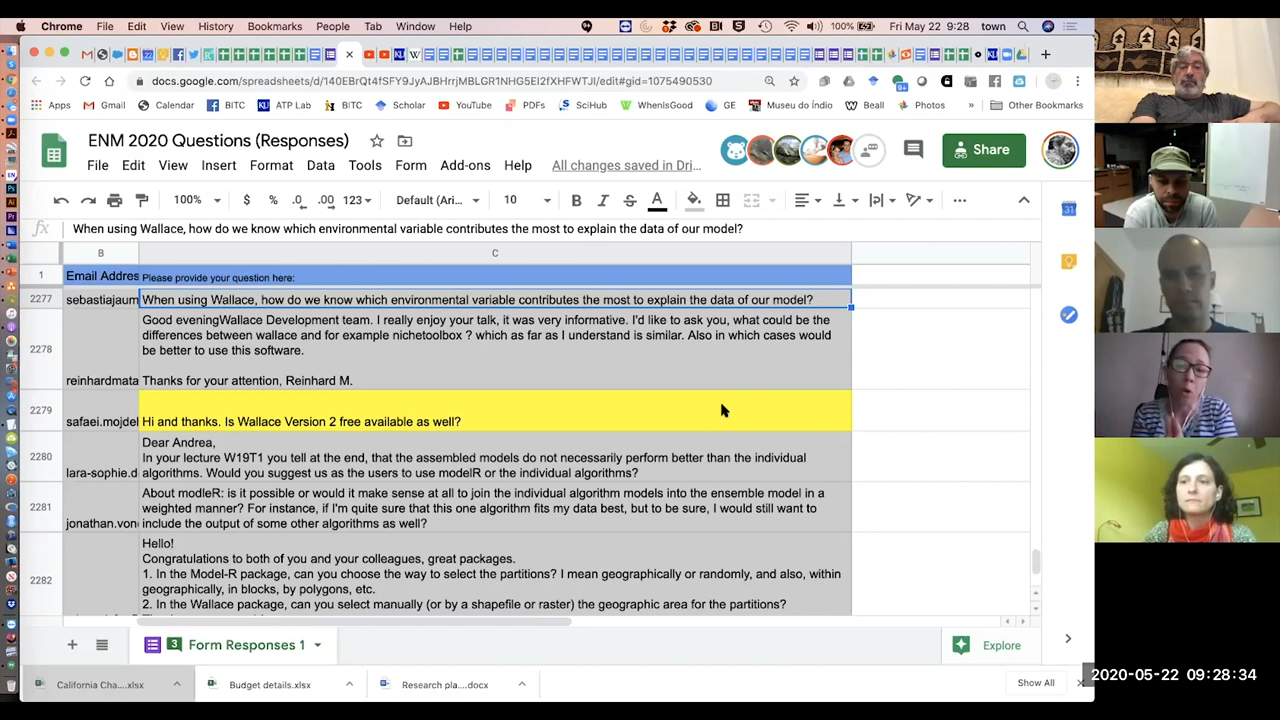 Chrome File Edit View History Bookmarks People Tab Window Help 100% Fri May 22 9:28 town
docs.google.com/spreadsheets/d/140EBrQt4fSFY9JyAJBHrrjMBLGR1NHG5EI2fXHFWTJI/edit#gid=1075490530
Apps Gmail Calendar BITC ATP Lab BITC Scholar YouTube PDFs SciHub WhenIsGood GE Museu do Índio Beall Photos » Other Bookmarks
ENM 2020 Questions (Responses)
Share
File Edit View Insert Format Data Tools Form Add-ons Help All changes saved in Dri...
100% $ % .0 .00 123 Default (Ari... 10 B I S A
fx When using Wallace, how do we know which environmental variable contributes the most to explain the data of our model?
B C
1 Email Addres Please provide your question here:
2277 sebastiajaum When using Wallace, how do we know which environmental variable contributes the most to explain the data of our model?
Good eveningWallace Development team. I really enjoy your talk, it was very informative. I'd like to ask you, what could be the
differences between wallace and for example nichetoolbox ? which as far as I understand is similar. Also in which cases would
2278 be better to use this software.
reinhardmata Thanks for your attention, Reinhard M.
2279
safaei.mojdel Hi and thanks. Is Wallace Version 2 free available as well?
Dear Andrea,
2280 In your lecture W19T1 you tell at the end, that the assembled models do not necessarily perform better than the individual
lara-sophie.d algorithms. Would you suggest us as the users to use modelR or the individual algorithms?
About modleR: is it possible or would it make sense at all to join the individual algorithm models into the ensemble model in a
2281 weighted manner? For instance, if I'm quite sure that this one algorithm fits my data best, but to be sure, I would still want to
jonathan.von include the output of some other algorithms as well?
Hello!
Congratulations to both of you and your colleagues, great packages.
2282 1. In the Model-R package, can you choose the way to select the partitions? I mean geographically or randomly, and also, within
geographically, in blocks, by polygons, etc.
2. In the Wallace package, can you select manually (or by a shapefile or raster) the geographic area for the partitions?
3 Form Responses 1 Explore
California Cha....xlsx Budget details.xlsx Research pla....docx Show All
2020-05-22 09:28:34